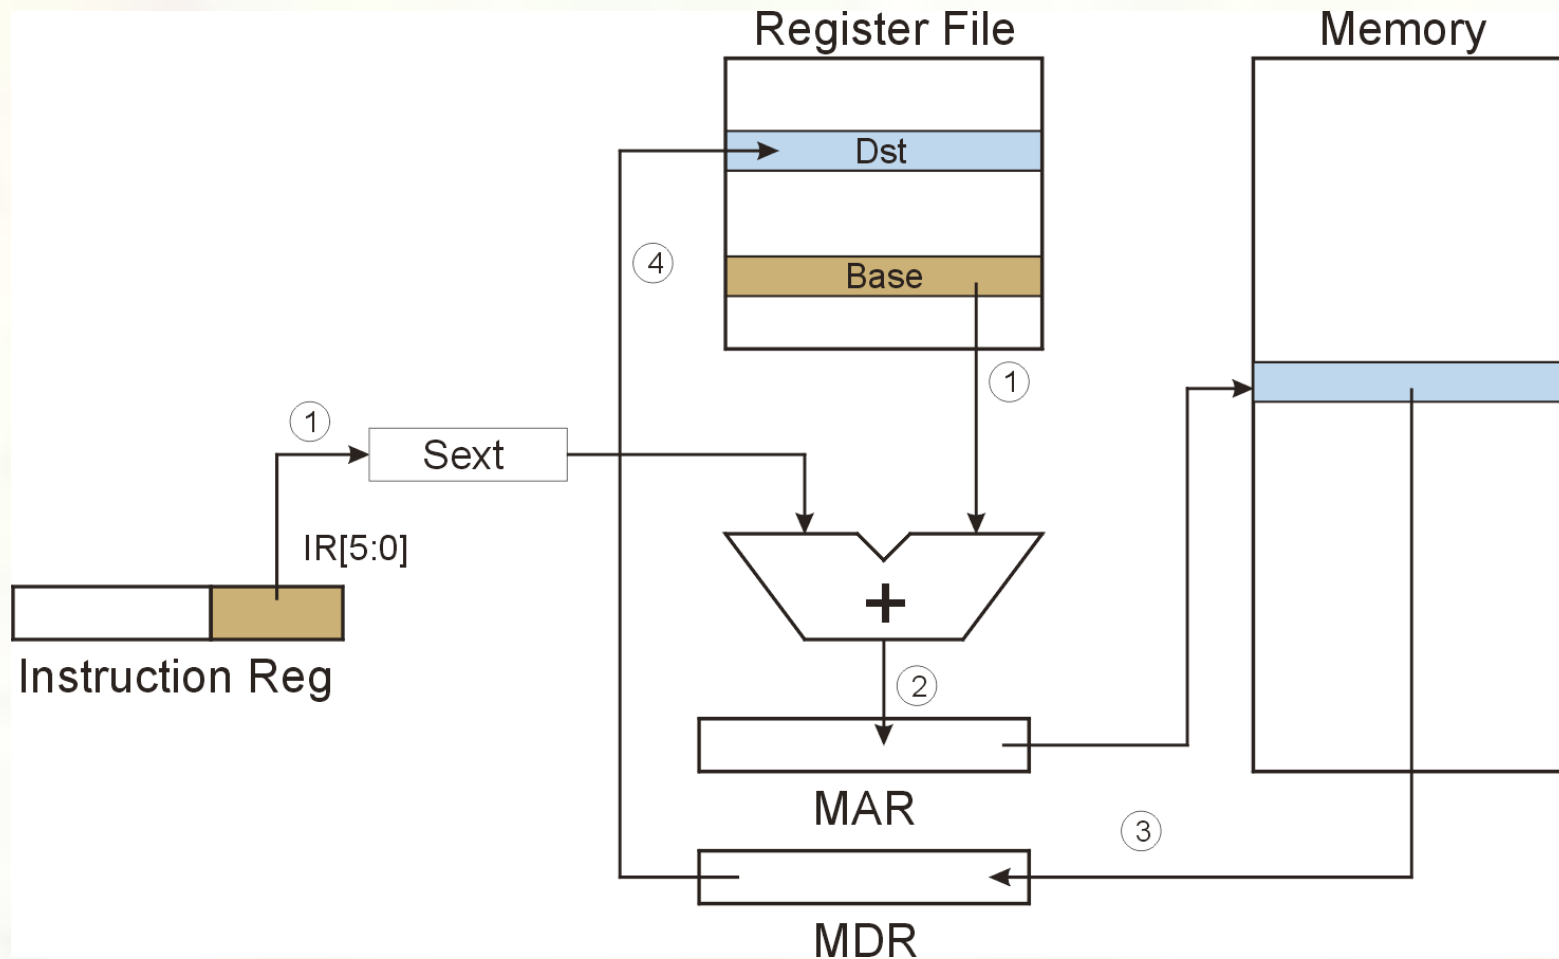 Register File
Memory
Dst
4
Base
1
1
Sext
IR[5:0]
+
Instruction Reg
2
MAR
3
MDR